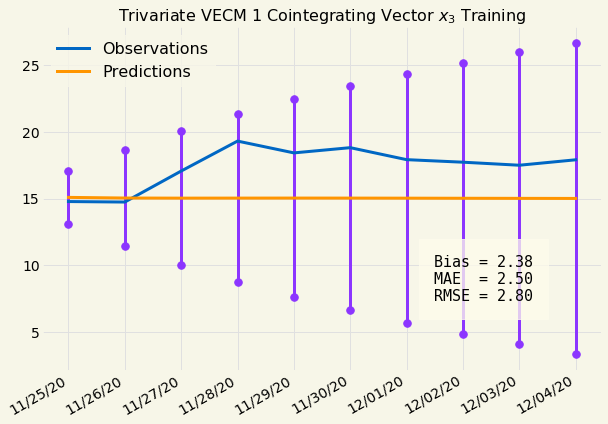 Trivariate VECM 1 Cointegrating Vector x₃ Training
Observations
Predictions
25
20
15
10
5
Bias = 2.38
MAE  = 2.50
RMSE = 2.80
11/25/20
11/26/20
11/27/20
11/28/20
11/29/20
11/30/20
12/01/20
12/02/20
12/03/20
12/04/20